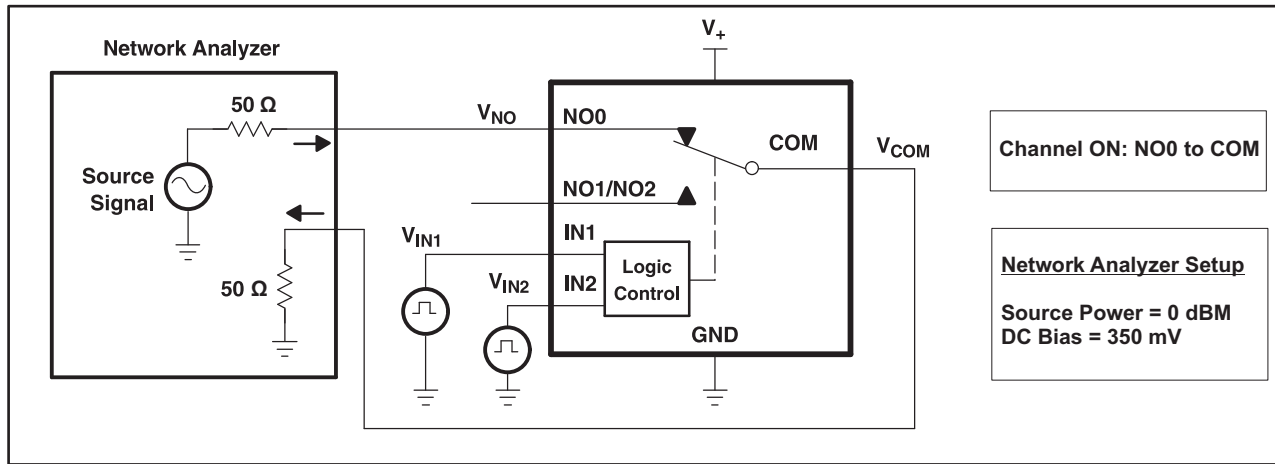 Network Analyzer
50 Ω
Source
Signal
50 Ω
V+
VNO
NO0
COM
VCOM
NO1/NO2
VIN1
IN1
VIN2
IN2
Logic
Control
GND
Channel ON: NO0 to COM
Network Analyzer Setup
Source Power = 0 dBM
DC Bias = 350 mV